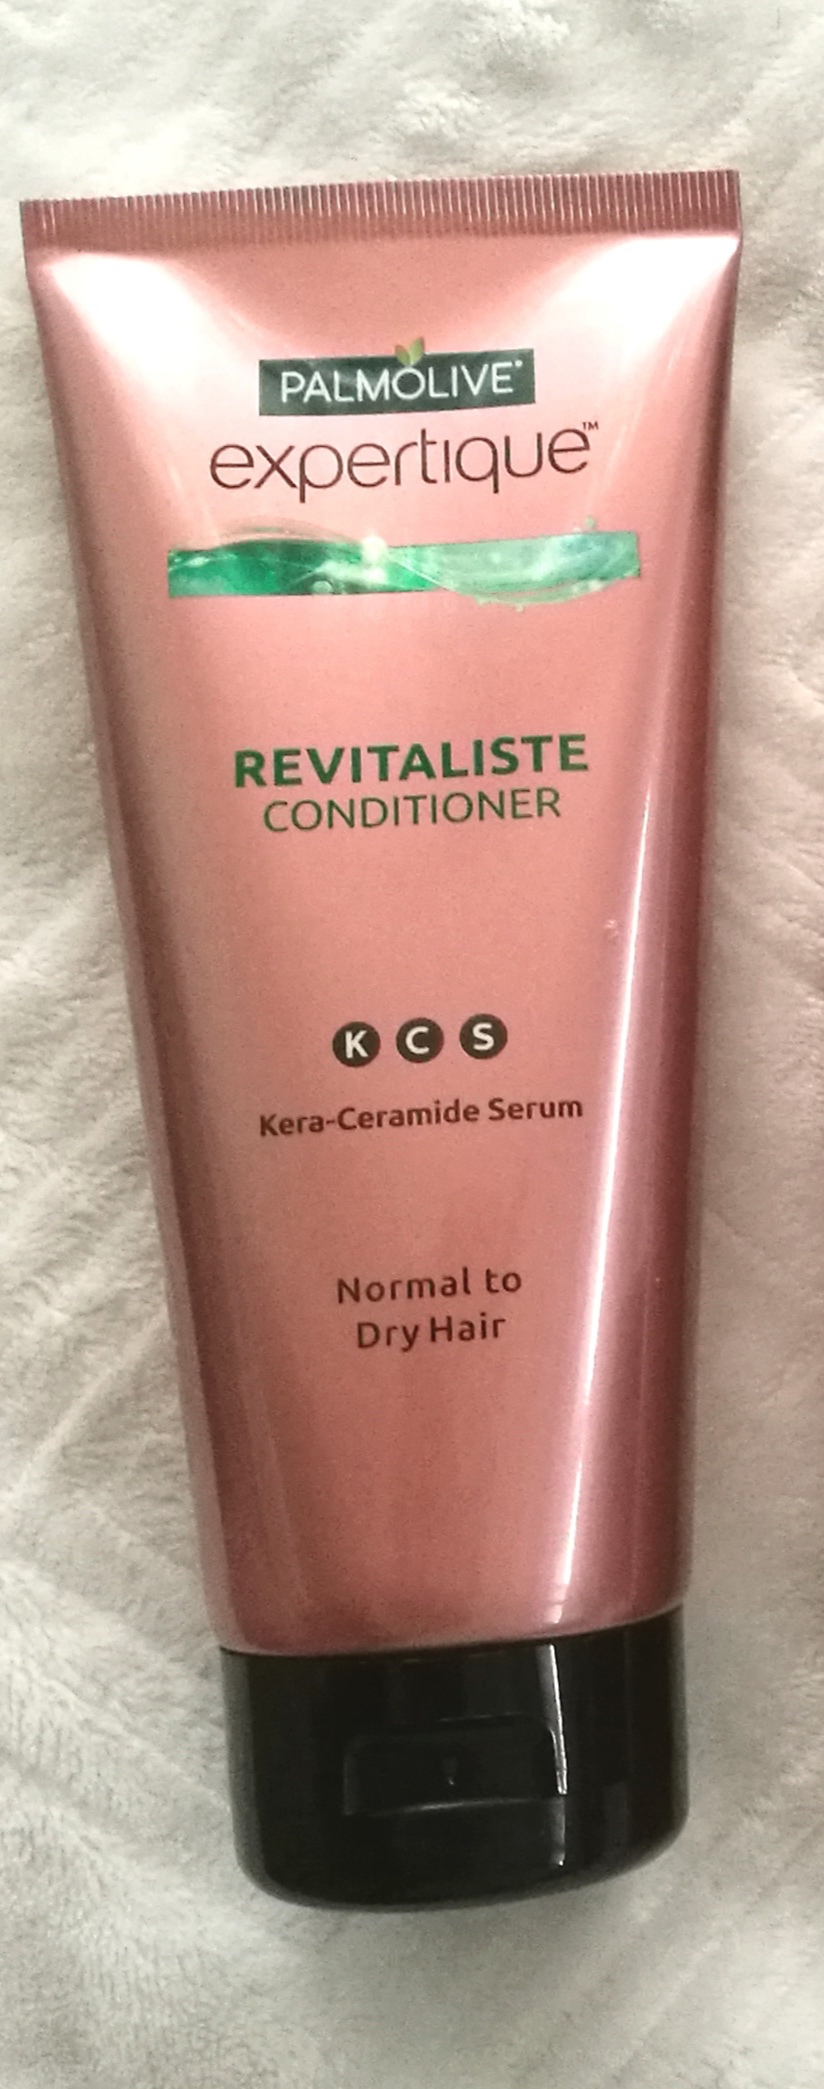 PALMOLIVE®
expertique™
REVITALISTE
CONDITIONER
K C S
Kera-Ceramide Serum
Normal to
Dry Hair